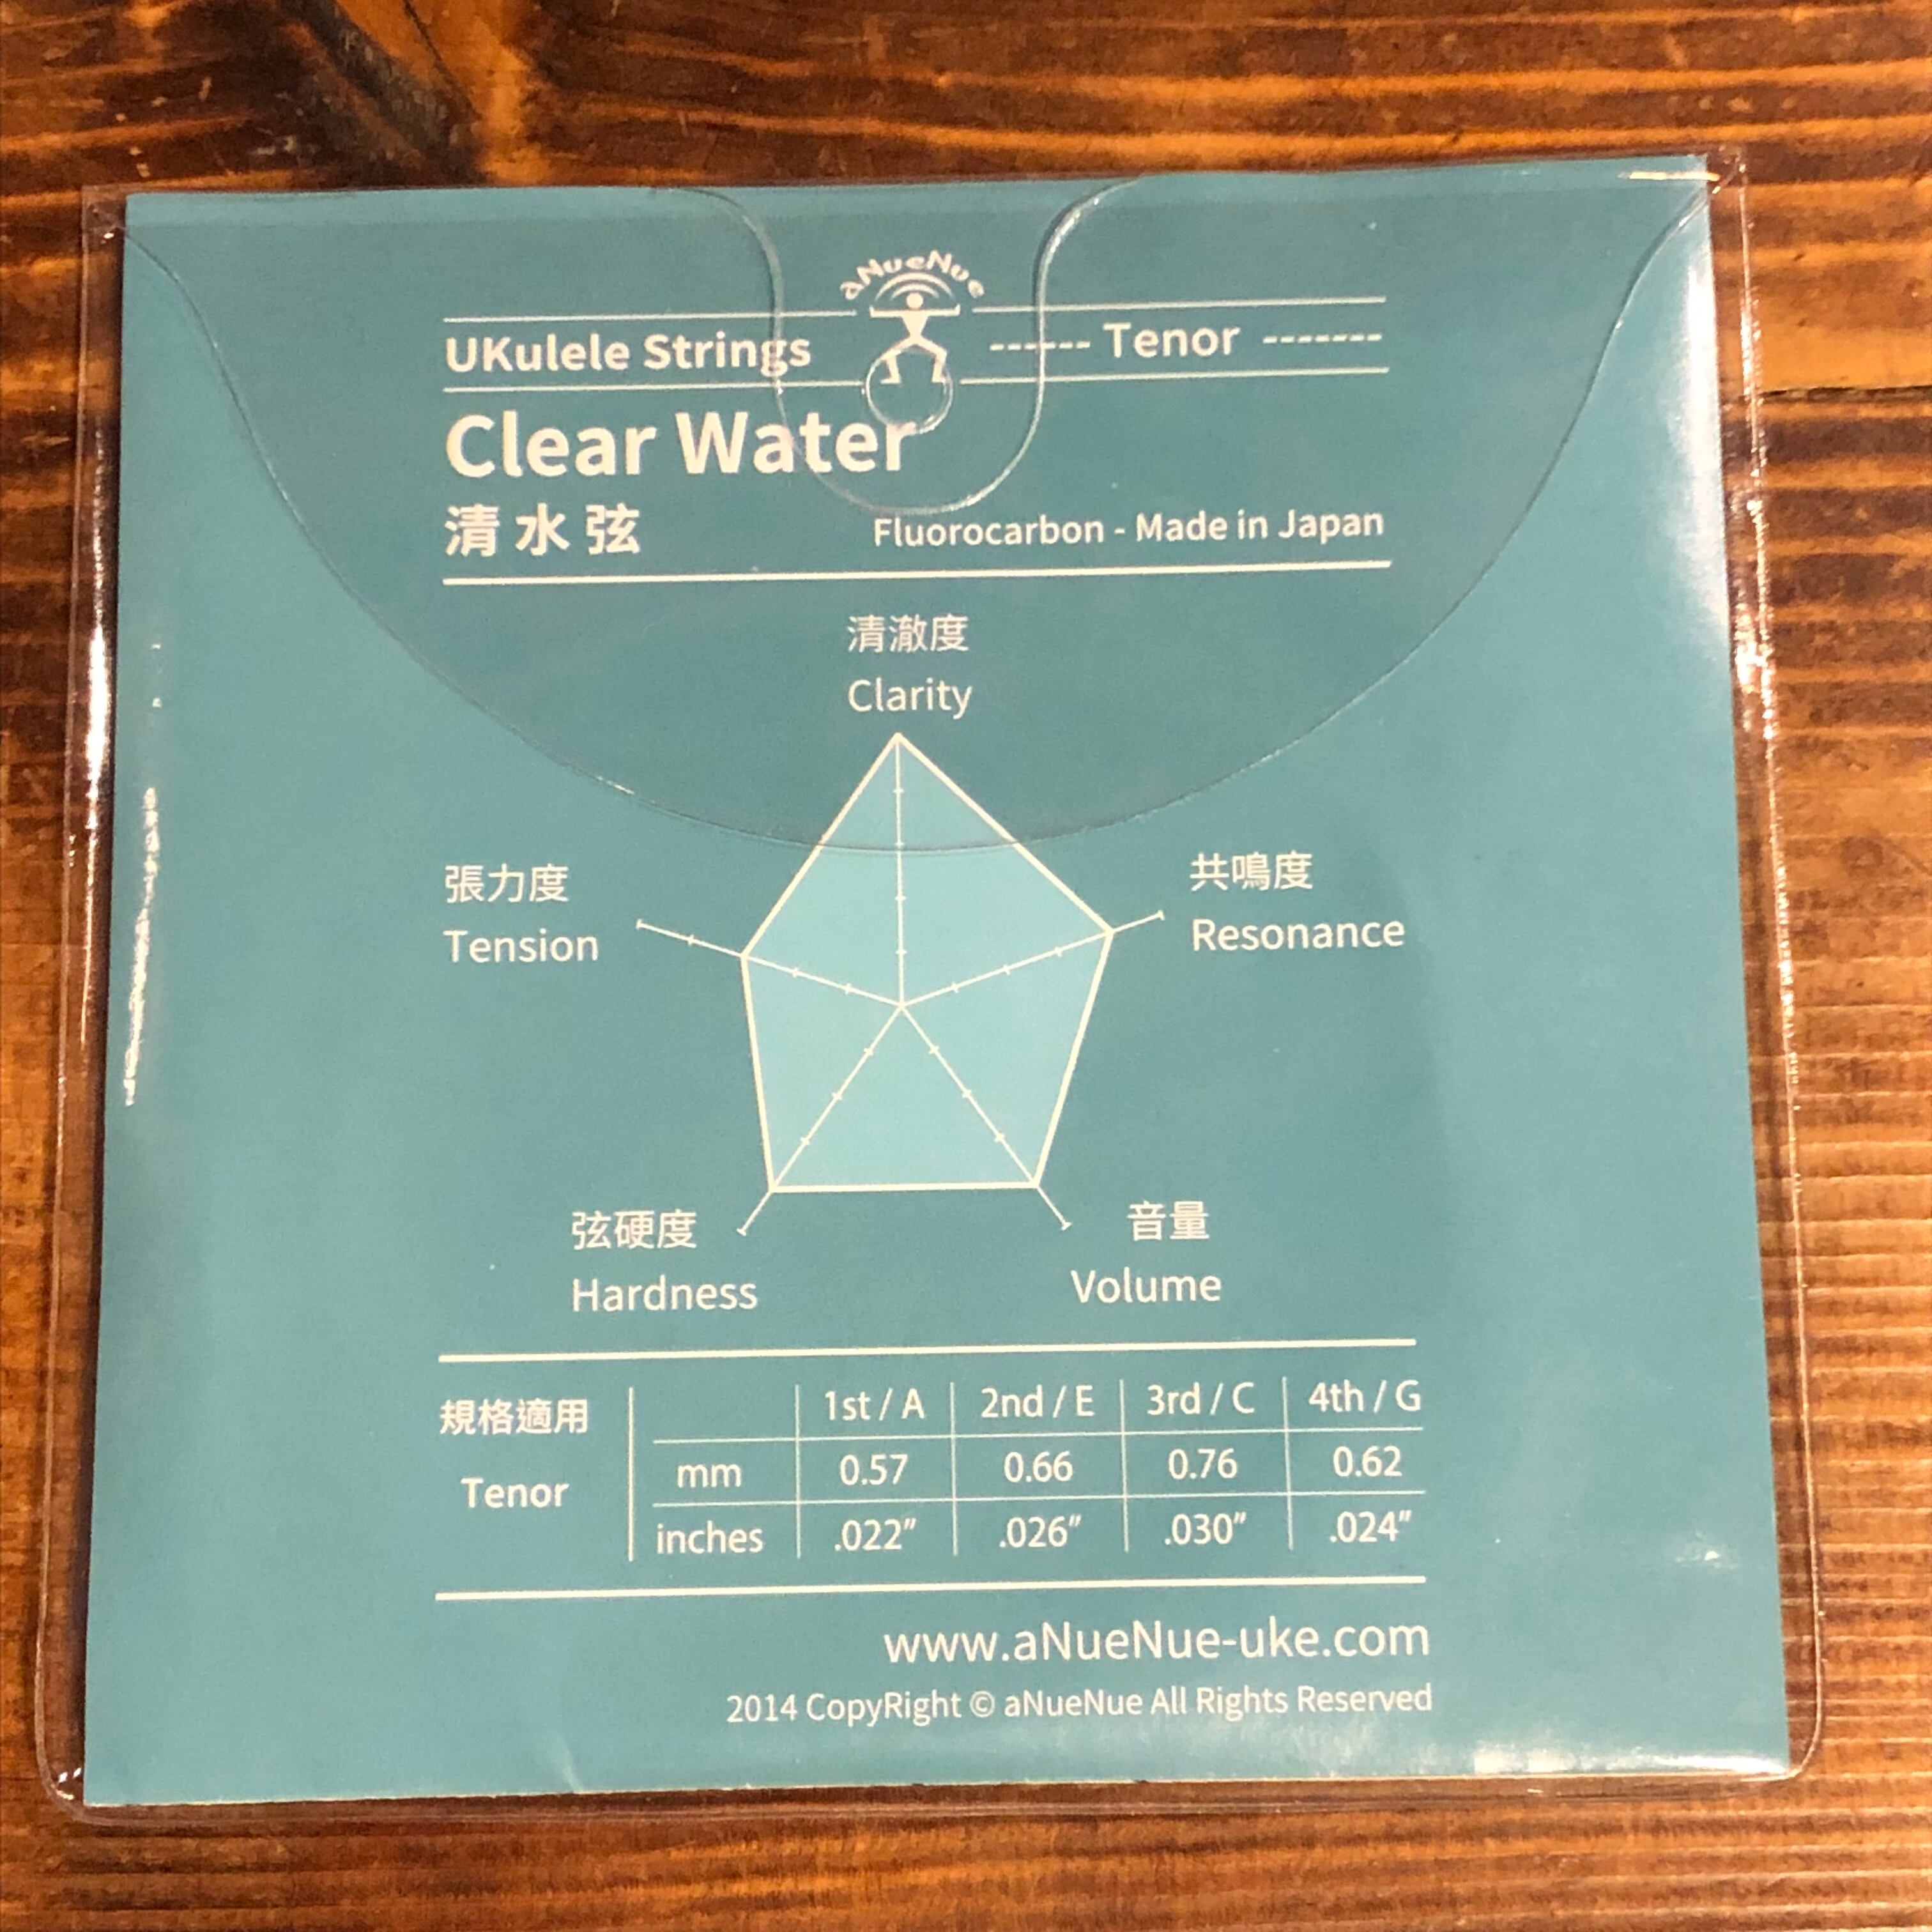 aNueNue
UKulele Strings
------ Tenor -------
Clear Water
清水弦
Fluorocarbon - Made in Japan
清澈度
Clarity
張力度
Tension
共鳴度
Resonance
弦硬度
Hardness
音量
Volume
規格適用
Tenor
1st / A 2nd / E 3rd / C 4th / G
mm 0.57 0.66 0.76 0.62
inches .022″ .026″ .030″ .024″
www.aNueNue-uke.com
2014 CopyRight © aNueNue All Rights Reserved